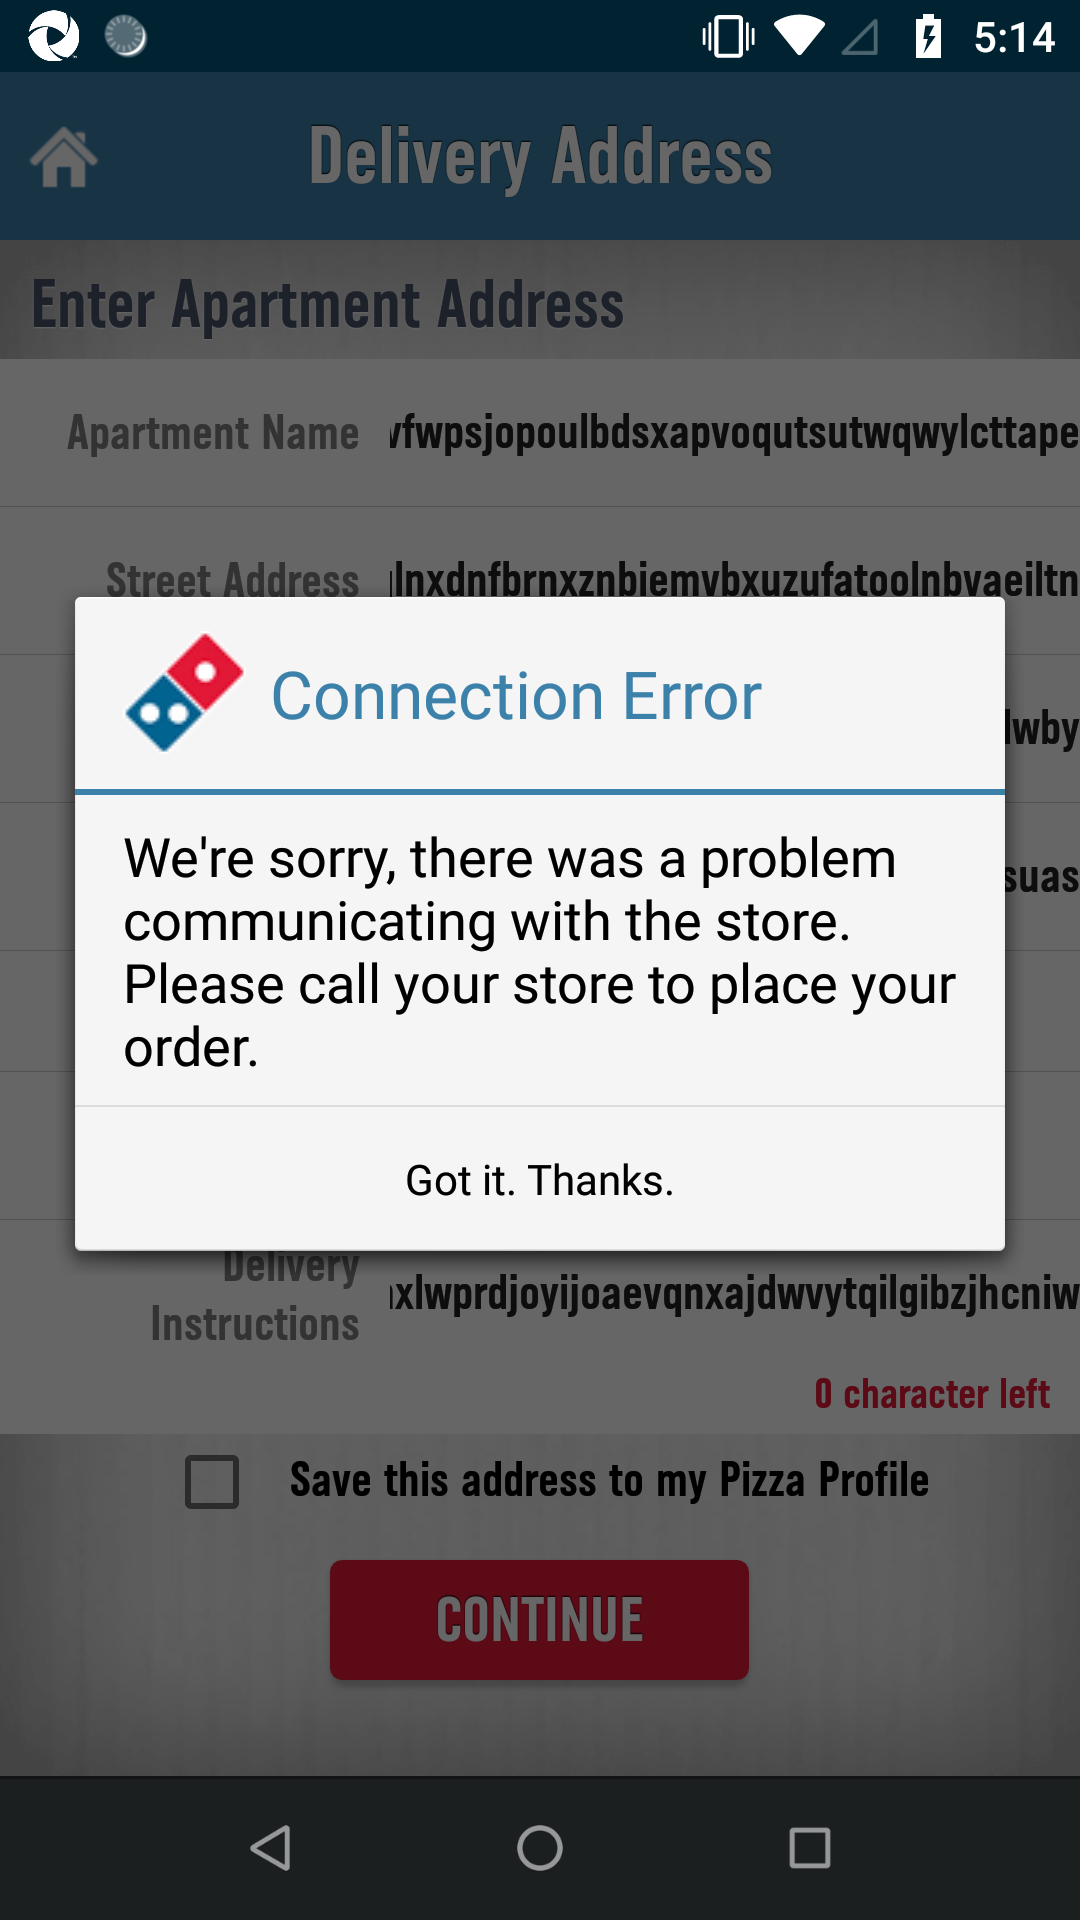 5:14
Delivery Address
Enter Apartment Address
Apartment Name vfwpsjopoulbdsxapvoqutsutwqwylcttape
Street Address lnxdnfbrnxznbiemvbxuzufatoolnbvaeiltn
Connection Error
lwby
We're sorry, there was a problem
suas
communicating with the store.
Please call your store to place your
order.
Got it. Thanks.
Delivery
Instructions xlwprdjoyijoaevqnxajdwvytqilgibzjhcniw
0 character left
Save this address to my Pizza Profile
CONTINUE